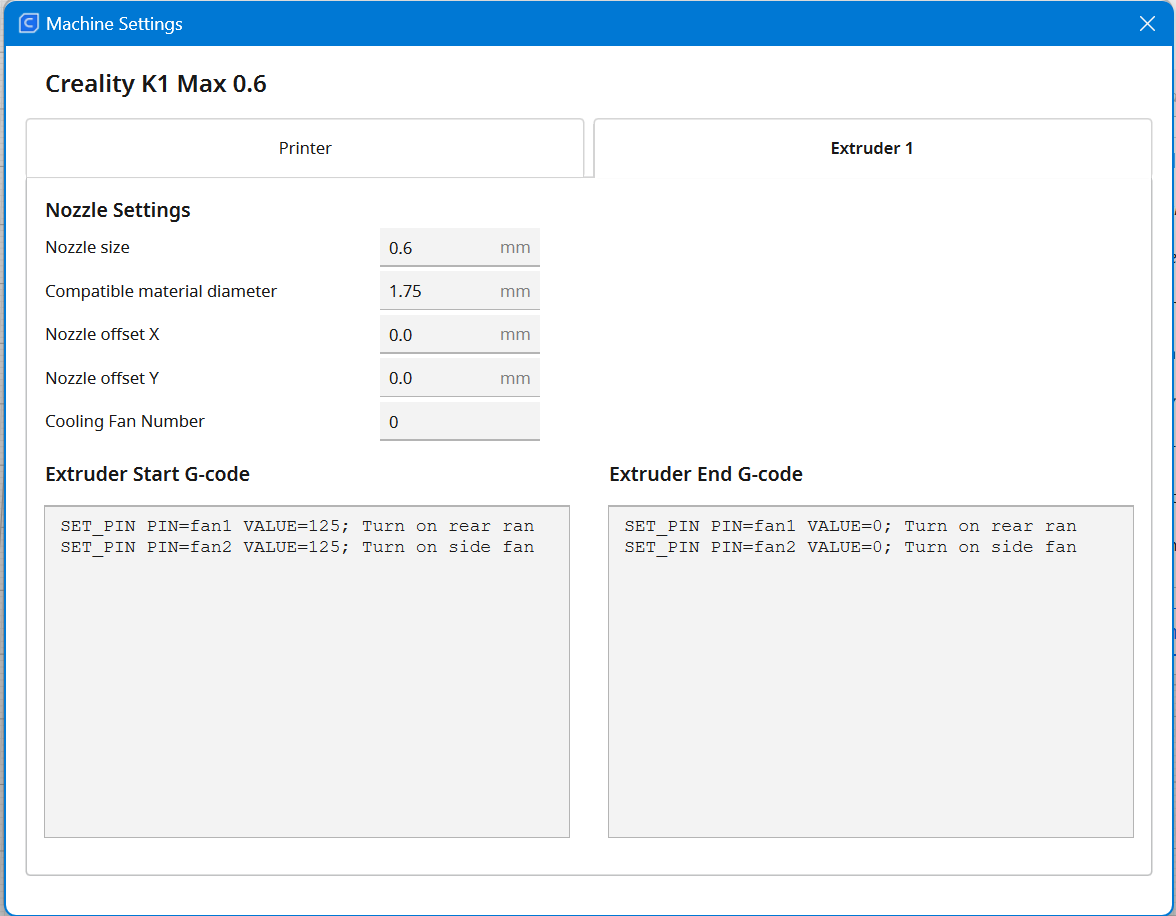 Machine Settings
Creality K1 Max 0.6
Printer
Extruder 1
Nozzle Settings
Nozzle size 0.6 mm
Compatible material diameter 1.75 mm
Nozzle offset X 0.0 mm
Nozzle offset Y 0.0 mm
Cooling Fan Number 0
Extruder Start G-code
SET_PIN PIN=fan1 VALUE=125; Turn on rear ran
SET_PIN PIN=fan2 VALUE=125; Turn on side fan
Extruder End G-code
SET_PIN PIN=fan1 VALUE=0; Turn on rear ran
SET_PIN PIN=fan2 VALUE=0; Turn on side fan